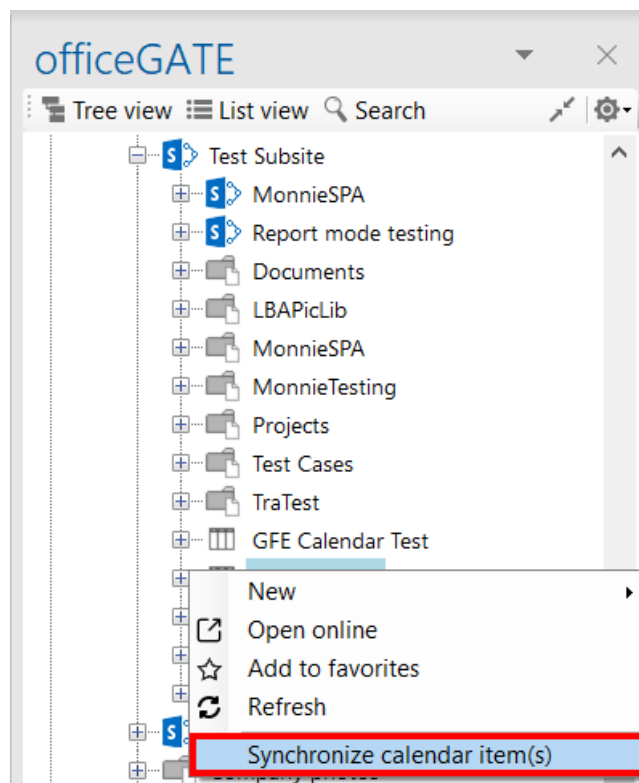 officeGATE
Tree view List view Search
Test Subsite
MonnieSPA
Report mode testing
Documents
LBAPicLib
MonnieSPA
MonnieTesting
Projects
Test Cases
TraTest
GFE Calendar Test
New
Open online
Add to favorites
Refresh
Synchronize calendar item(s)